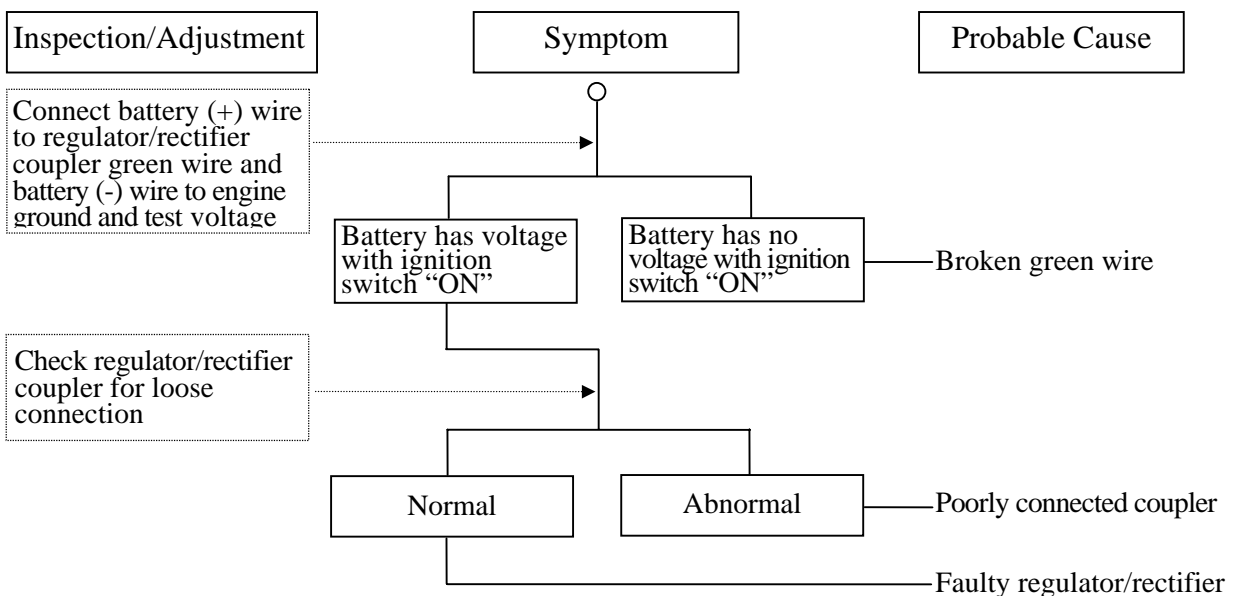 Inspection/Adjustment
Symptom
Probable Cause
Connect battery (+) wire
to regulator/rectifier
coupler green wire and
battery (-) wire to engine
ground and test voltage
Battery has voltage
with ignition
switch “ON”
Battery has no
voltage with ignition
switch “ON”
Broken green wire
Check regulator/rectifier
coupler for loose
connection
Normal
Abnormal
Poorly connected coupler
Faulty regulator/rectifier